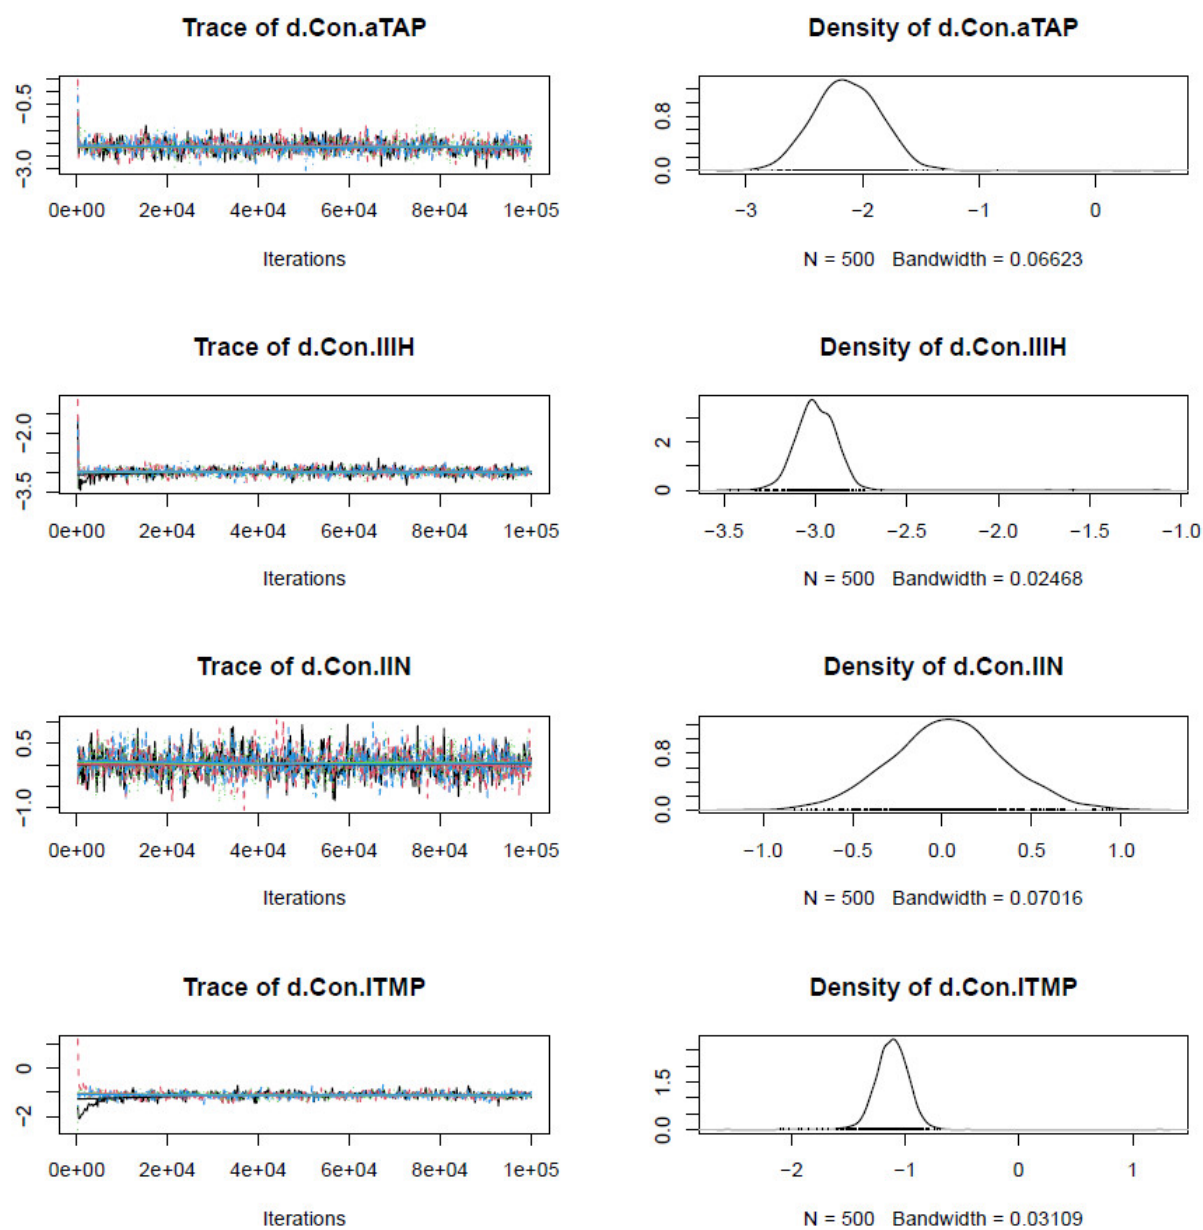 Trace of d.Con.aTAP
Density of d.Con.aTAP
−3.0 −0.5
0e+00 2e+04 4e+04 6e+04 8e+04 1e+05
Iterations
0.0 0.8
−3 −2 −1 0
N = 500 Bandwidth = 0.06623
Trace of d.Con.IIIH
Density of d.Con.IIIH
−3.5 −2.0
0e+00 2e+04 4e+04 6e+04 8e+04 1e+05
Iterations
0 2
−3.5 −3.0 −2.5 −2.0 −1.5 −1.0
N = 500 Bandwidth = 0.02468
Trace of d.Con.IIN
Density of d.Con.IIN
−1.0 0.5
0e+00 2e+04 4e+04 6e+04 8e+04 1e+05
Iterations
0.0 0.8
−1.0 −0.5 0.0 0.5 1.0
N = 500 Bandwidth = 0.07016
Trace of d.Con.ITMP
Density of d.Con.ITMP
−2 0
0e+00 2e+04 4e+04 6e+04 8e+04 1e+05
Iterations
0.0 1.5
−2 −1 0 1
N = 500 Bandwidth = 0.03109